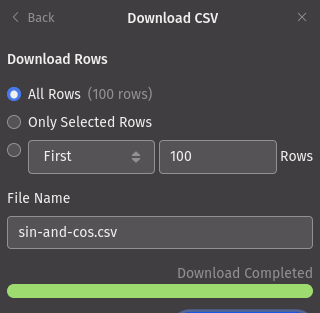 Back
Download CSV
Download Rows
All Rows (100 rows)
Only Selected Rows
First 100 Rows
File Name
sin-and-cos.csv
Download Completed